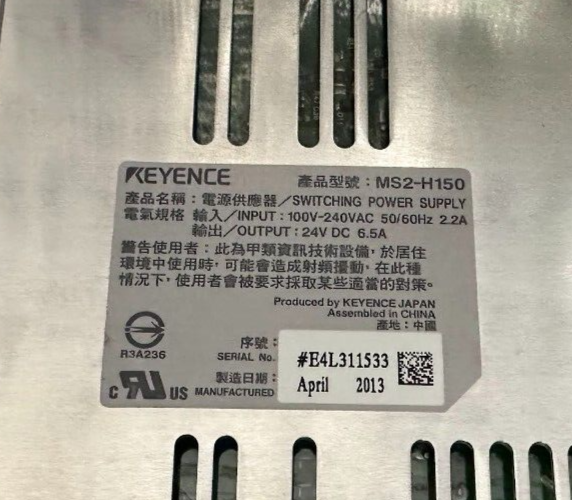 KEYENCE 產品型號：MS2-H150
產品名稱：電源供應器／SWITCHING POWER SUPPLY
電氣規格 輸入／INPUT：100V-240VAC 50/60Hz 2.2A
輸出／OUTPUT：24V DC 6.5A
警告使用者：此為甲類資訊技術設備，於居住
環境中使用時，可能會造成射頻擾動，在此種
情況下，使用者會被要求採取某些適當的對策。
Produced by KEYENCE JAPAN
Assembled in CHINA
產地：中國
R3A236
序號：
SERIAL No.
#E4L311533
製造日期：
MANUFACTURED
April 2013
c RU US